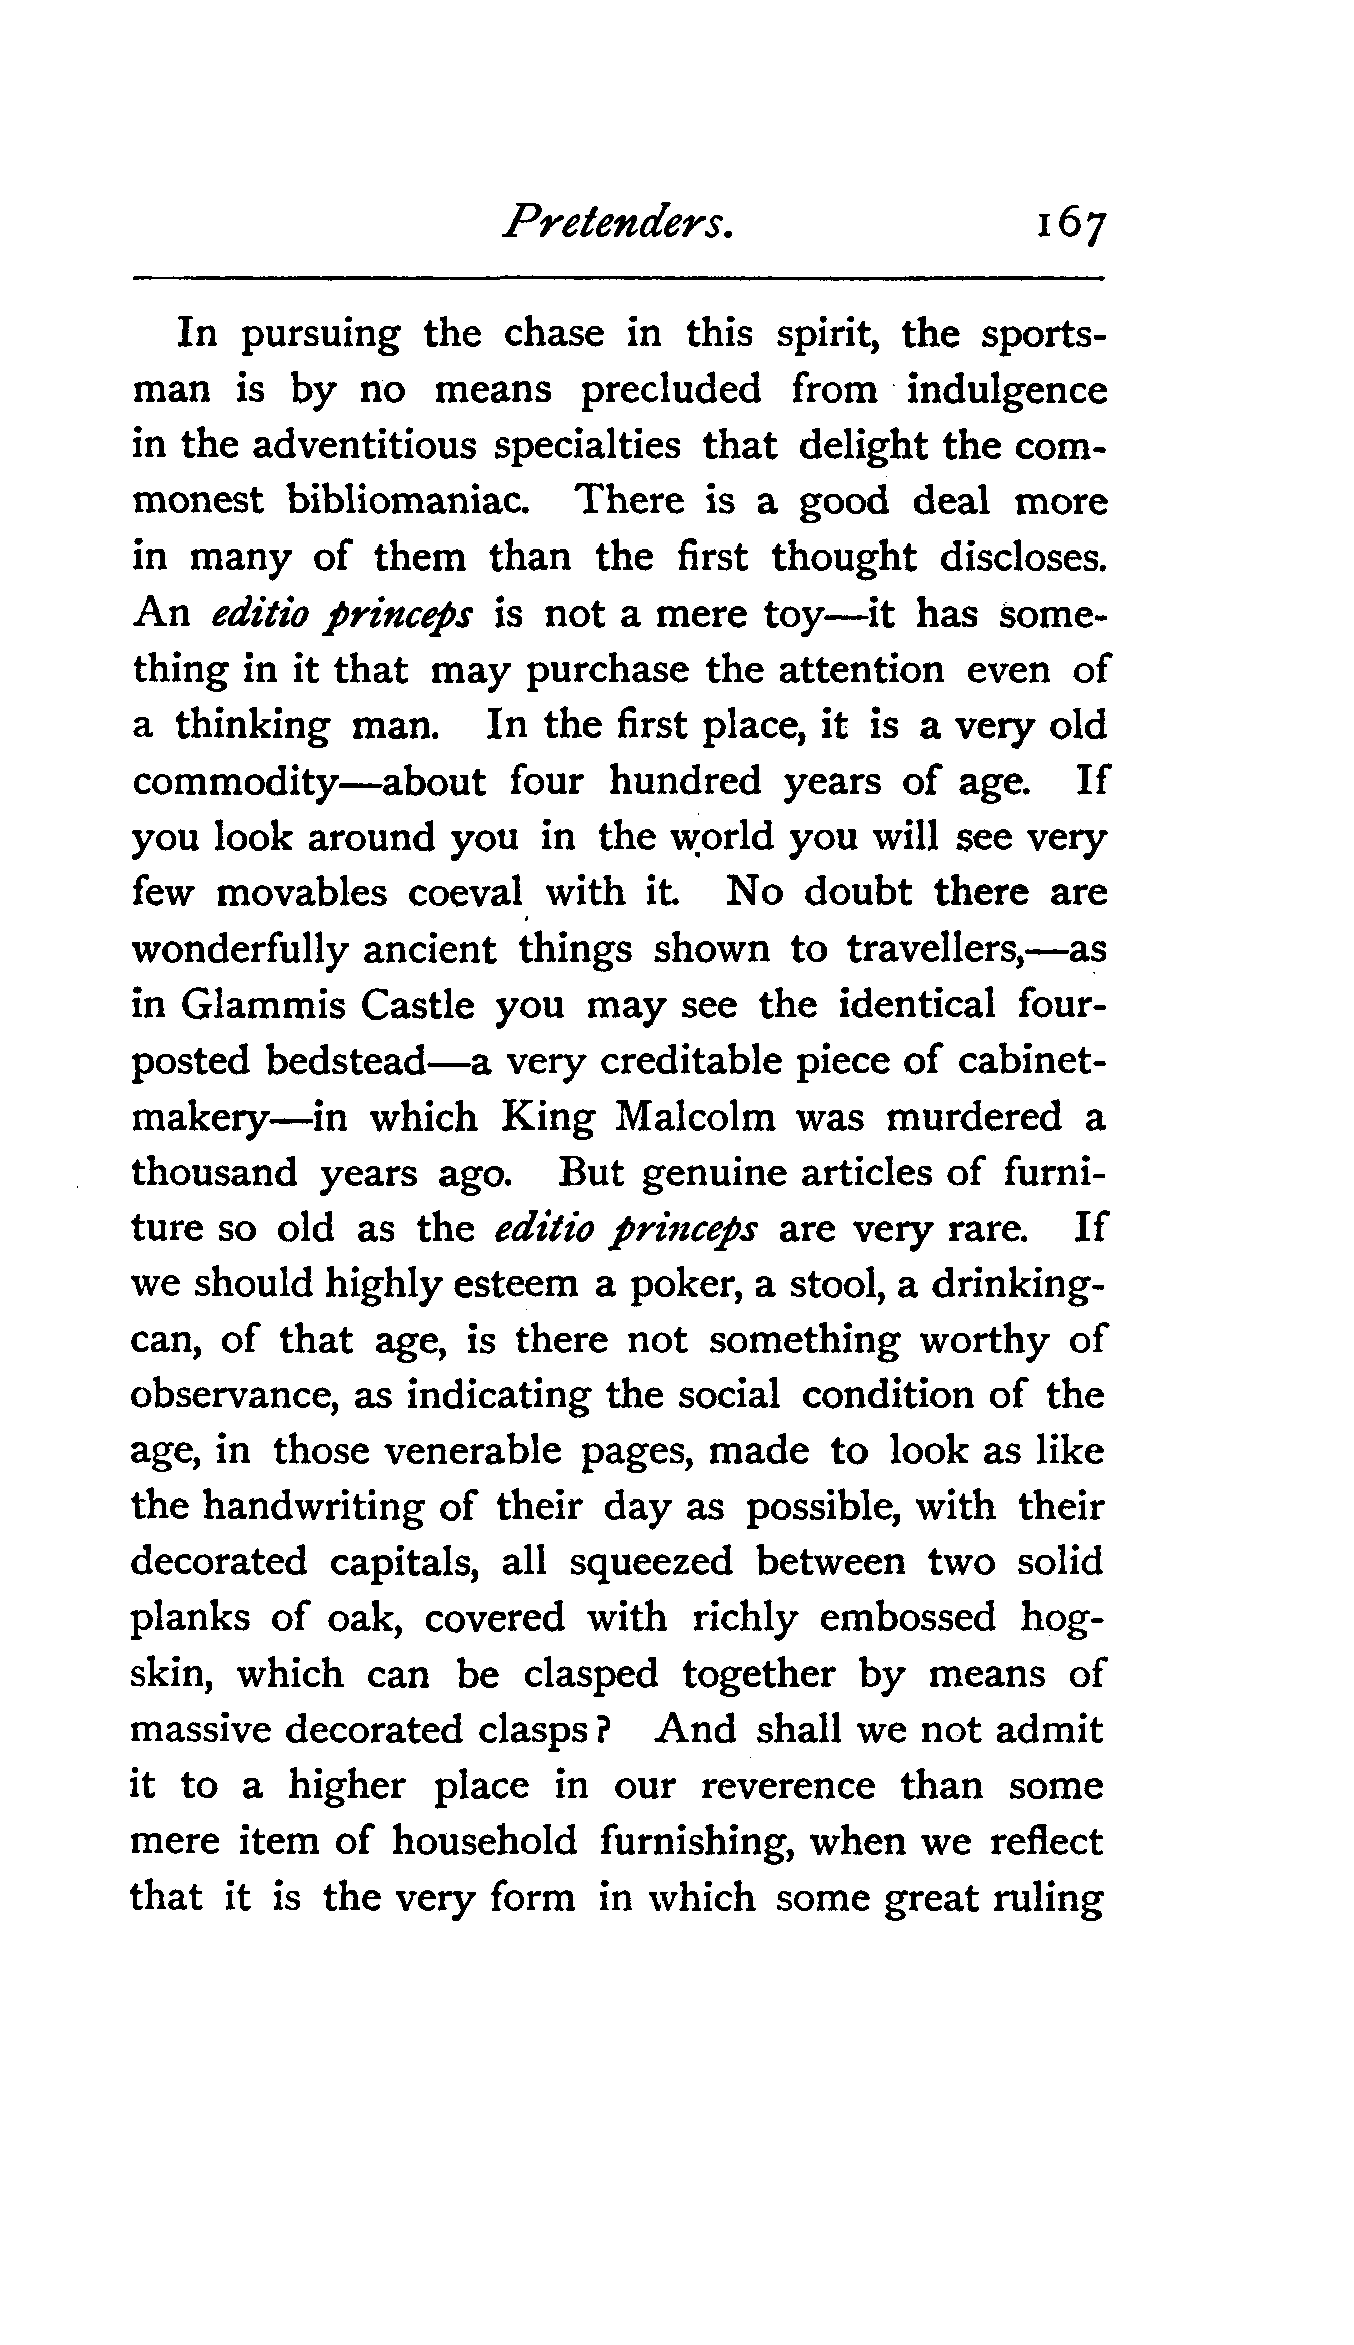 Pretenders. 167
In pursuing the chase in this spirit, the sports-
man is by no means precluded from indulgence
in the adventitious specialties that delight the com-
monest bibliomaniac. There is a good deal more
in many of them than the first thought discloses.
An editio princeps is not a mere toy—it has some-
thing in it that may purchase the attention even of
a thinking man. In the first place, it is a very old
commodity—about four hundred years of age. If
you look around you in the world you will see very
few movables coeval with it. No doubt there are
wonderfully ancient things shown to travellers,—as
in Glammis Castle you may see the identical four-
posted bedstead—a very creditable piece of cabinet-
makery—in which King Malcolm was murdered a
thousand years ago. But genuine articles of furni-
ture so old as the editio princeps are very rare. If
we should highly esteem a poker, a stool, a drinking-
can, of that age, is there not something worthy of
observance, as indicating the social condition of the
age, in those venerable pages, made to look as like
the handwriting of their day as possible, with their
decorated capitals, all squeezed between two solid
planks of oak, covered with richly embossed hog-
skin, which can be clasped together by means of
massive decorated clasps? And shall we not admit
it to a higher place in our reverence than some
mere item of household furnishing, when we reflect
that it is the very form in which some great ruling